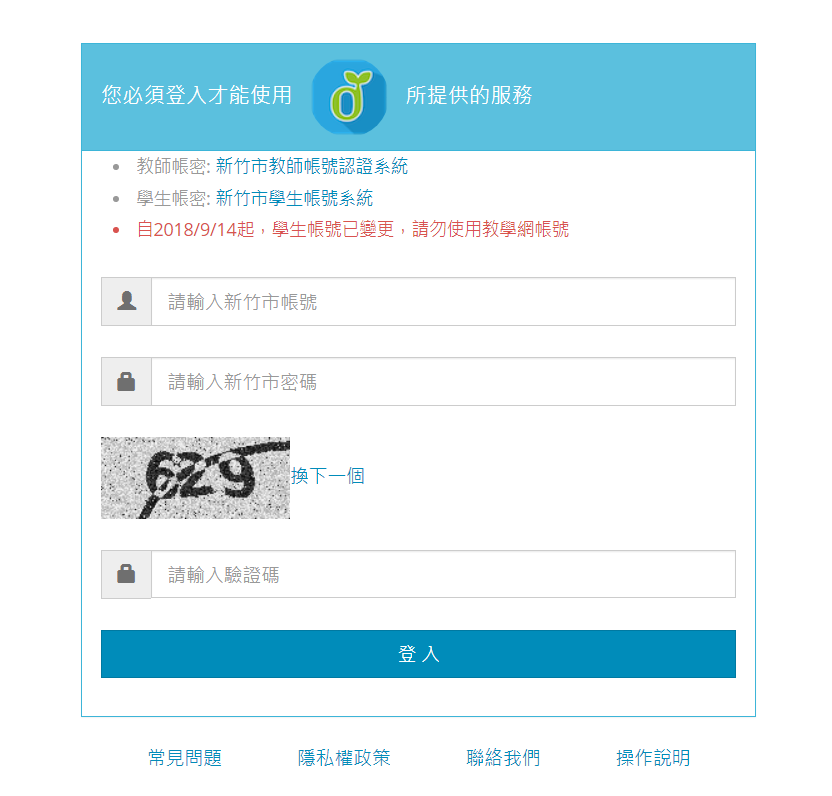 您必須登入才能使用 所提供的服務
教師帳密: 新竹市教師帳號認證系統
學生帳密: 新竹市學生帳號系統
自2018/9/14起，學生帳號已變更，請勿使用教學網帳號
請輸入新竹市帳號
請輸入新竹市密碼
629 換下一個
請輸入驗證碼
登 入
常見問題 隱私權政策 聯絡我們 操作說明